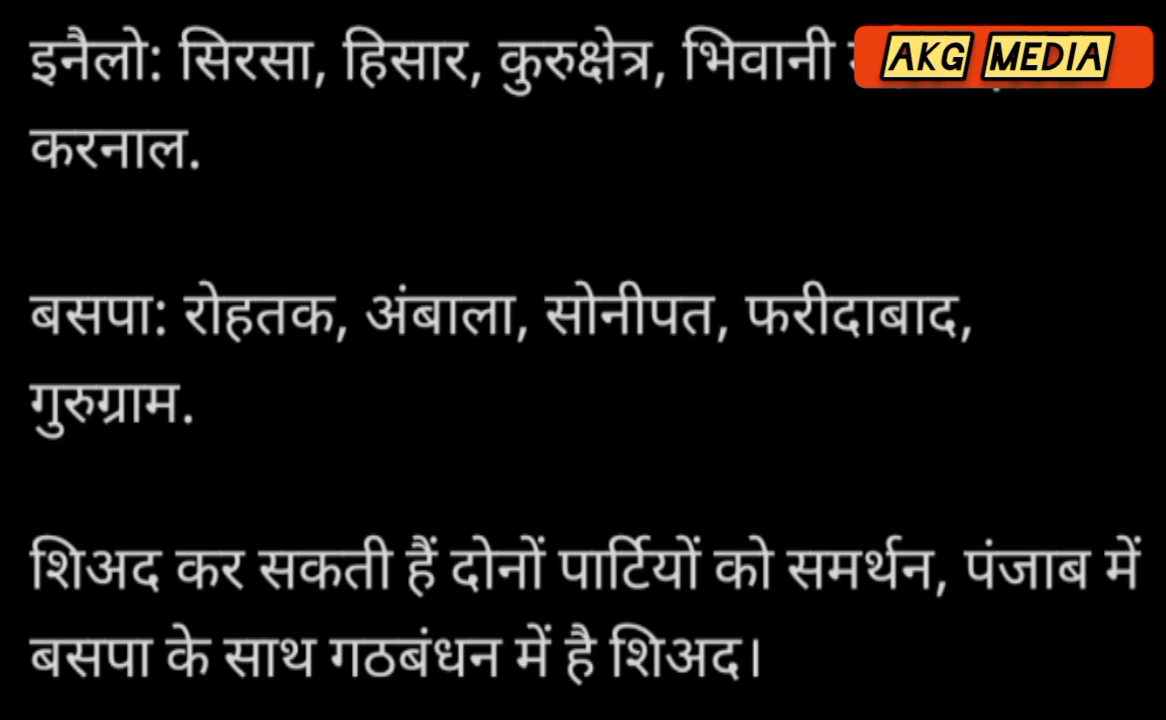 इनैलो: सिरसा, हिसार, कुरुक्षेत्र, भिवानी
AKG MEDIA
करनाल.
बसपा: रोहतक, अंबाला, सोनीपत, फरीदाबाद,
गुरुग्राम.
शिअद कर सकती हैं दोनों पार्टियों को समर्थन, पंजाब में
बसपा के साथ गठबंधन में है शिअद।